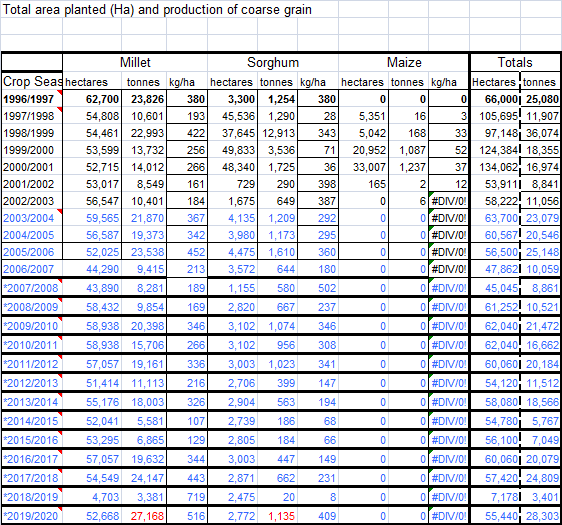 Total area planted (Ha) and production of coarse grain
Millet Sorghum Maize Totals
Crop Seas hectares tonnes kg/ha hectares tonnes kg/ha hectares tonnes kg/ha Hectares tonnes
1996/1997 62,700 23,826 380 3,300 1,254 380 0 0 0 66,000 25,080
1997/1998 54,808 10,601 193 45,536 1,290 28 5,351 16 3 105,695 11,907
1998/1999 54,461 22,993 422 37,645 12,913 343 5,042 168 33 97,148 36,074
1999/2000 53,599 13,732 256 49,833 3,536 71 20,952 1,087 52 124,384 18,355
2000/2001 52,715 14,012 266 48,340 1,725 36 33,007 1,237 37 134,062 16,974
2001/2002 53,017 8,549 161 729 290 398 165 2 12 53,911 8,841
2002/2003 56,547 10,401 184 1,675 649 387 0 6 #DIV/0! 58,222 11,056
2003/2004 59,565 21,870 367 4,135 1,209 292 0 0 #DIV/0! 63,700 23,079
2004/2005 56,587 19,373 342 3,980 1,173 295 0 0 #DIV/0! 60,567 20,546
2005/2006 52,025 23,538 452 4,475 1,610 360 0 0 #DIV/0! 56,500 25,148
2006/2007 44,290 9,415 213 3,572 644 180 0 0 #DIV/0! 47,862 10,059
*2007/2008 43,890 8,281 189 1,155 580 502 0 0 #DIV/0! 45,045 8,861
*2008/2009 58,432 9,854 169 2,820 667 237 0 0 #DIV/0! 61,252 10,521
*2009/2010 58,938 20,398 346 3,102 1,074 346 0 0 #DIV/0! 62,040 21,472
*2010/2011 58,938 15,706 266 3,102 956 308 0 0 #DIV/0! 62,040 16,662
*2011/2012 57,057 19,161 336 3,003 1,023 341 0 0 #DIV/0! 60,060 20,184
*2012/2013 51,414 11,113 216 2,706 399 147 0 0 #DIV/0! 54,120 11,512
*2013/2014 55,176 18,003 326 2,904 563 194 0 0 #DIV/0! 58,080 18,566
*2014/2015 52,041 5,581 107 2,739 186 68 0 0 #DIV/0! 54,780 5,767
*2015/2016 53,295 6,865 129 2,805 184 66 0 0 #DIV/0! 56,100 7,049
*2016/2017 57,057 19,632 344 3,003 447 149 0 0 #DIV/0! 60,060 20,079
*2017/2018 54,549 24,147 443 2,871 662 231 0 0 #DIV/0! 57,420 24,809
*2018/2019 4,703 3,381 719 2,475 20 8 0 0 #DIV/0! 7,178 3,401
*2019/2020 52,668 27,168 516 2,772 1,135 409 0 0 #DIV/0! 55,440 28,303